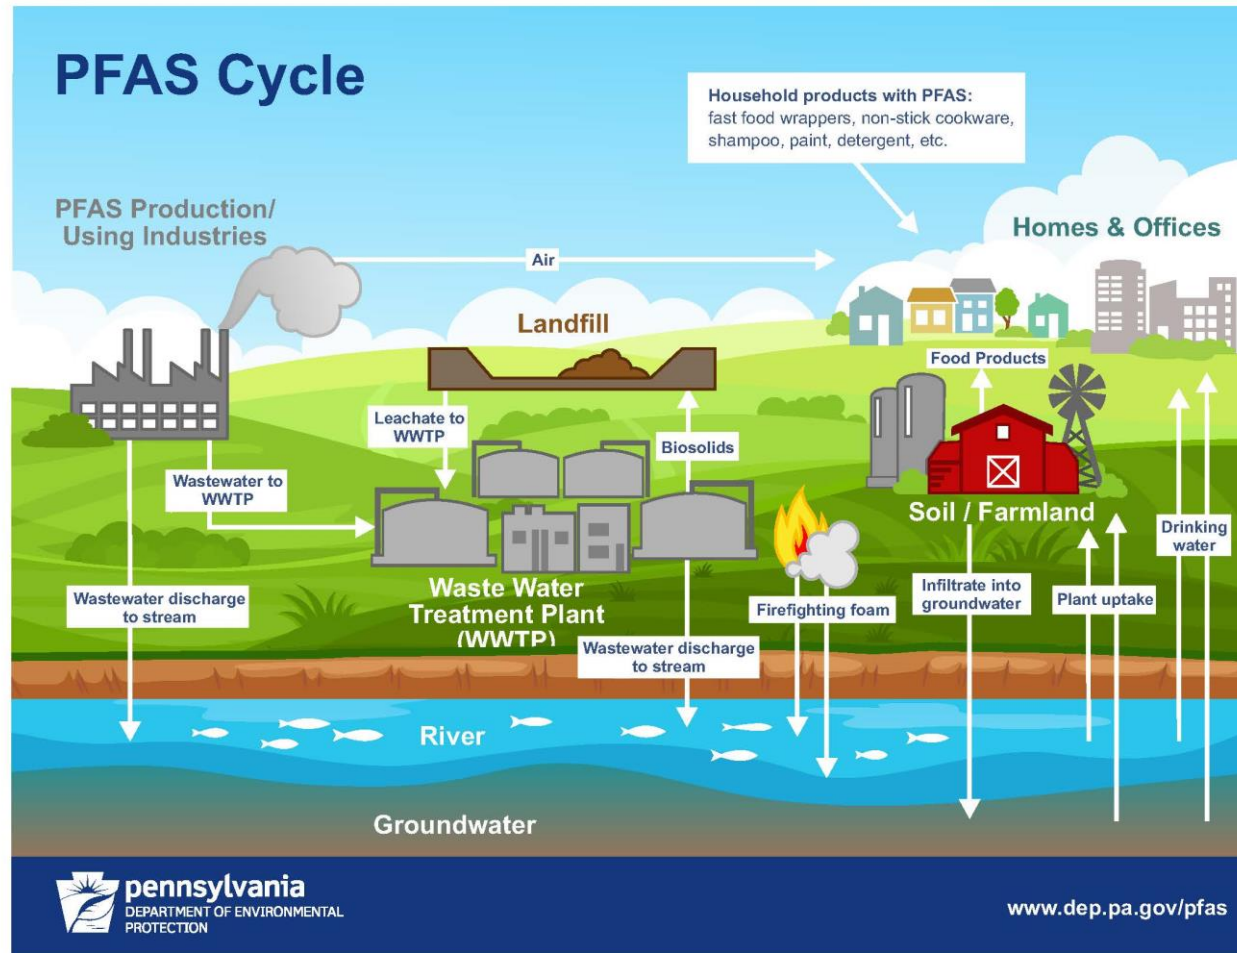 PFAS Cycle
Household products with PFAS:
fast food wrappers, non-stick cookware,
shampoo, paint, detergent, etc.
PFAS Production/
Using Industries
Homes & Offices
Air
Landfill
Food Products
Leachate to
WWTP
Biosolids
Wastewater to
WWTP
Soil / Farmland
Drinking
water
Waste Water
Treatment Plant
(WWTP)
Wastewater discharge
to stream
Firefighting foam
Infiltrate into
groundwater
Plant uptake
Wastewater discharge
to stream
River
Groundwater
pennsylvania
DEPARTMENT OF ENVIRONMENTAL
PROTECTION
www.dep.pa.gov/pfas